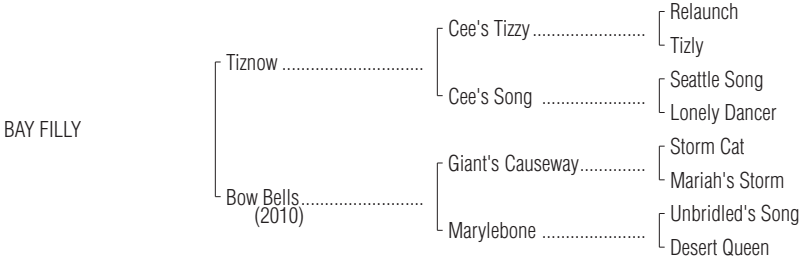 Relaunch
Cee's Tizzy ..............................
Tizly
Tiznow ......................................
Seattle Song
Cee's Song ............................
Lonely Dancer
BAY FILLY
Storm Cat
Giant's Causeway..................
Mariah's Storm
Bow Bells.................................
(2010)
Unbridled's Song
Marylebone ............................
Desert Queen